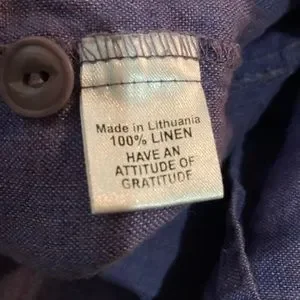 Made in Lithuania
100% LINEN
HAVE AN
ATTITUDE OF
GRATITUDE